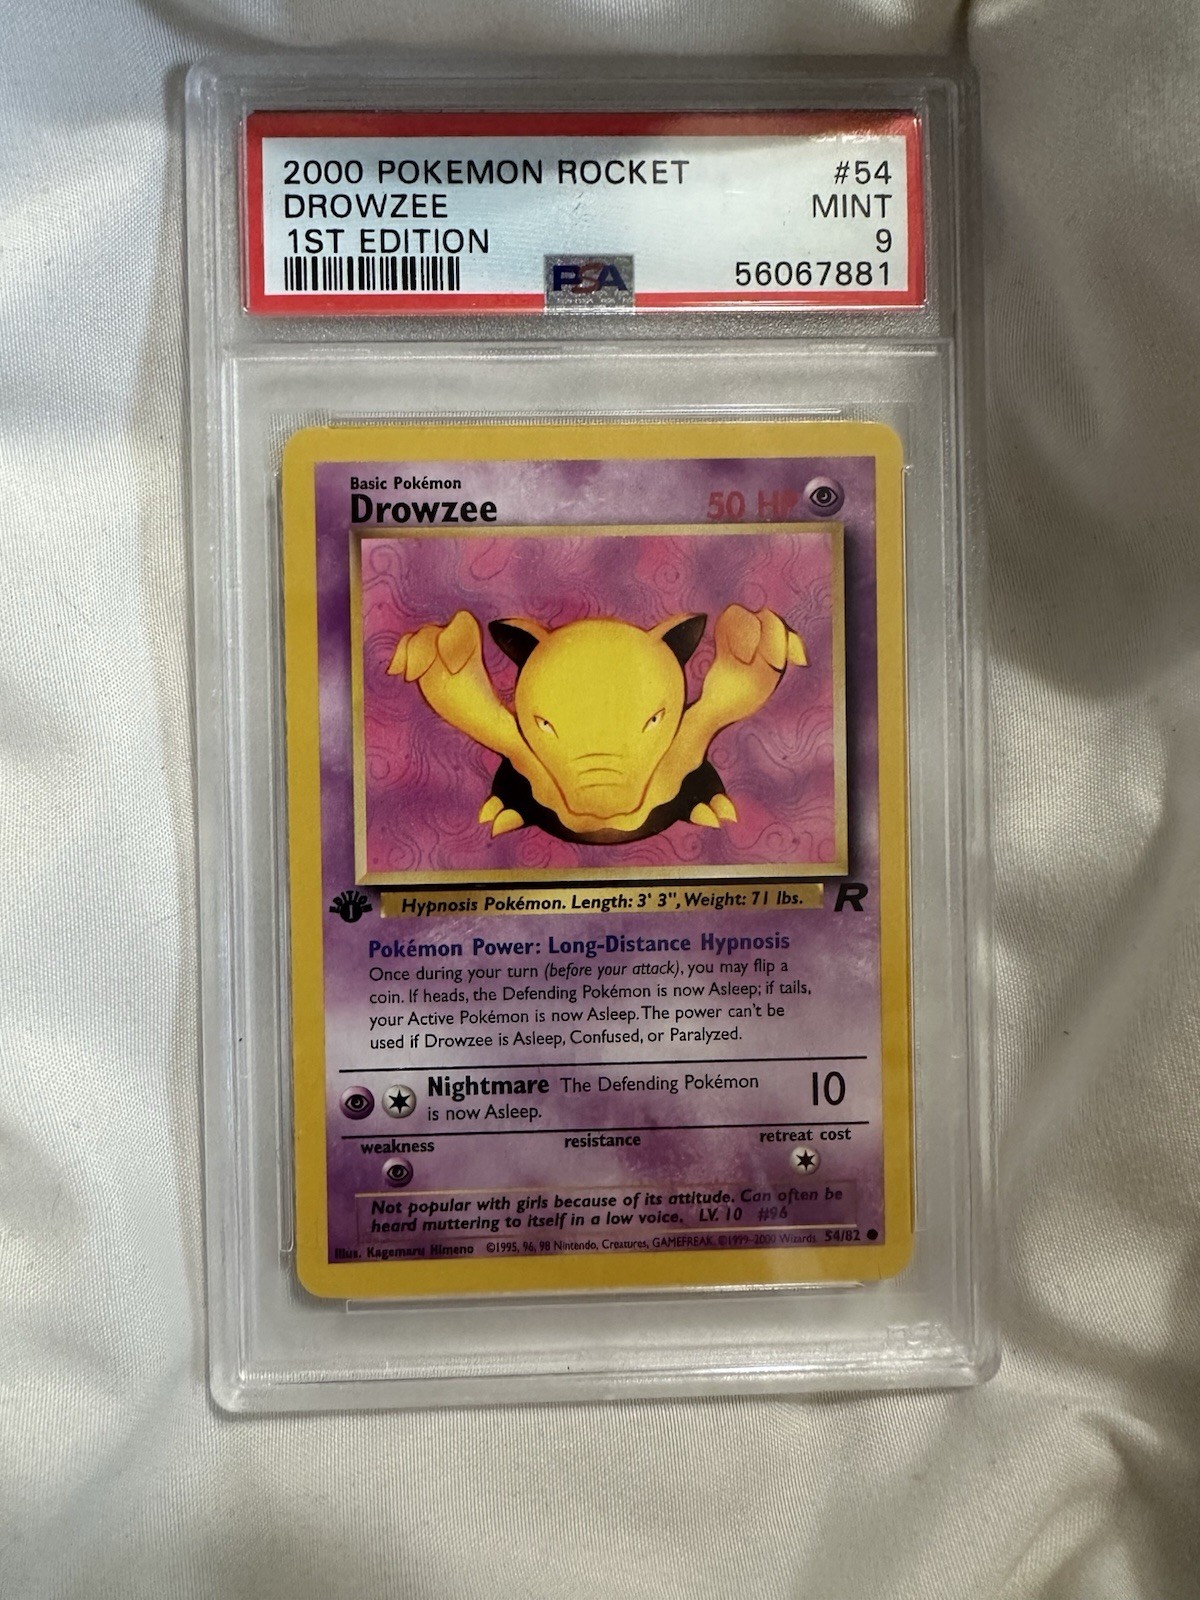 2000 POKEMON ROCKET #54
DROWZEE MINT
1ST EDITION 9
PSA 56067881
Basic Pokémon
Drowzee 50 HP
EDITION 1
Hypnosis Pokémon. Length: 3' 3", Weight: 71 lbs. R
Pokémon Power: Long-Distance Hypnosis
Once during your turn (before your attack), you may flip a
coin. If heads, the Defending Pokémon is now Asleep; if tails,
your Active Pokémon is now Asleep. The power can't be
used if Drowzee is Asleep, Confused, or Paralyzed.
Nightmare The Defending Pokémon 10
is now Asleep.
weakness resistance retreat cost
Not popular with girls because of its attitude. Can often be
heard muttering to itself in a low voice. LV. 10 #96
Illus. Kagemaru Himeno ©1995, 96, 98 Nintendo, Creatures, GAMEFREAK. ©1999-2000 Wizards. 54/82
PSA